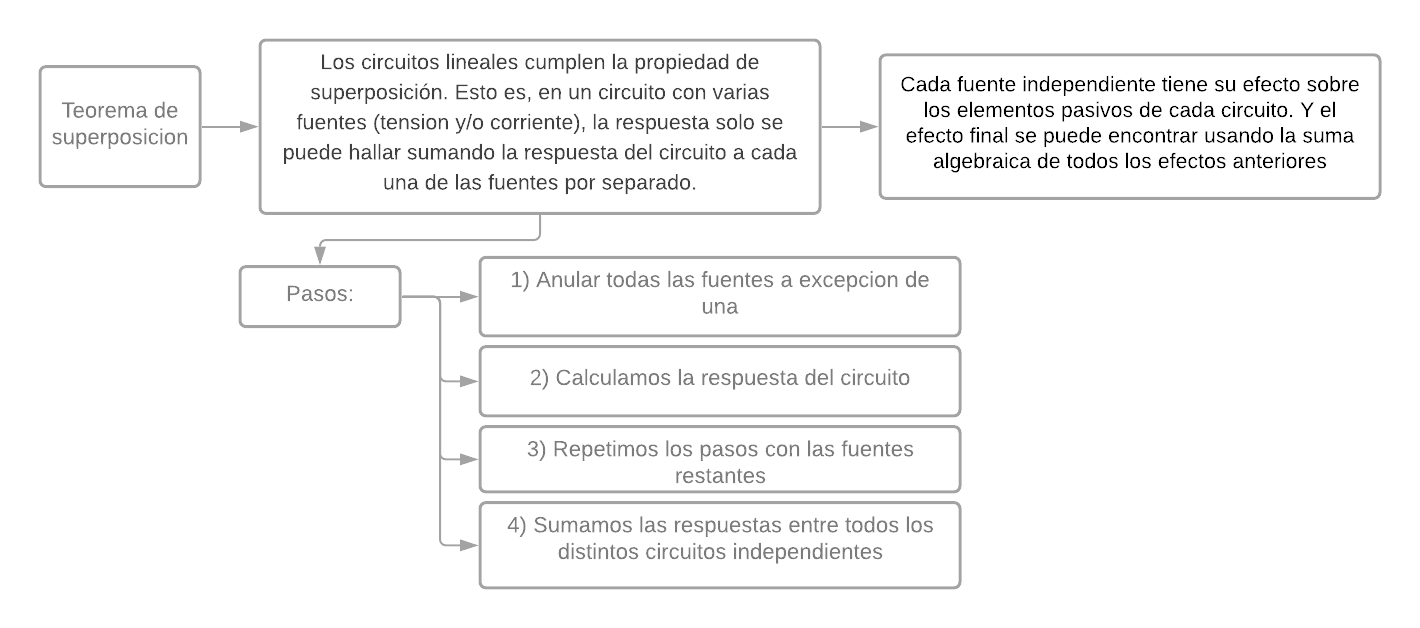 Teorema de
superposicion
Los circuitos lineales cumplen la propiedad de
superposición. Esto es, en un circuito con varias
fuentes (tension y/o corriente), la respuesta solo se
puede hallar sumando la respuesta del circuito a cada
una de las fuentes por separado.
Cada fuente independiente tiene su efecto sobre
los elementos pasivos de cada circuito. Y el
efecto final se puede encontrar usando la suma
algebraica de todos los efectos anteriores
Pasos:
1) Anular todas las fuentes a excepcion de
una
2) Calculamos la respuesta del circuito
3) Repetimos los pasos con las fuentes
restantes
4) Sumamos las respuestas entre todos los
distintos circuitos independientes